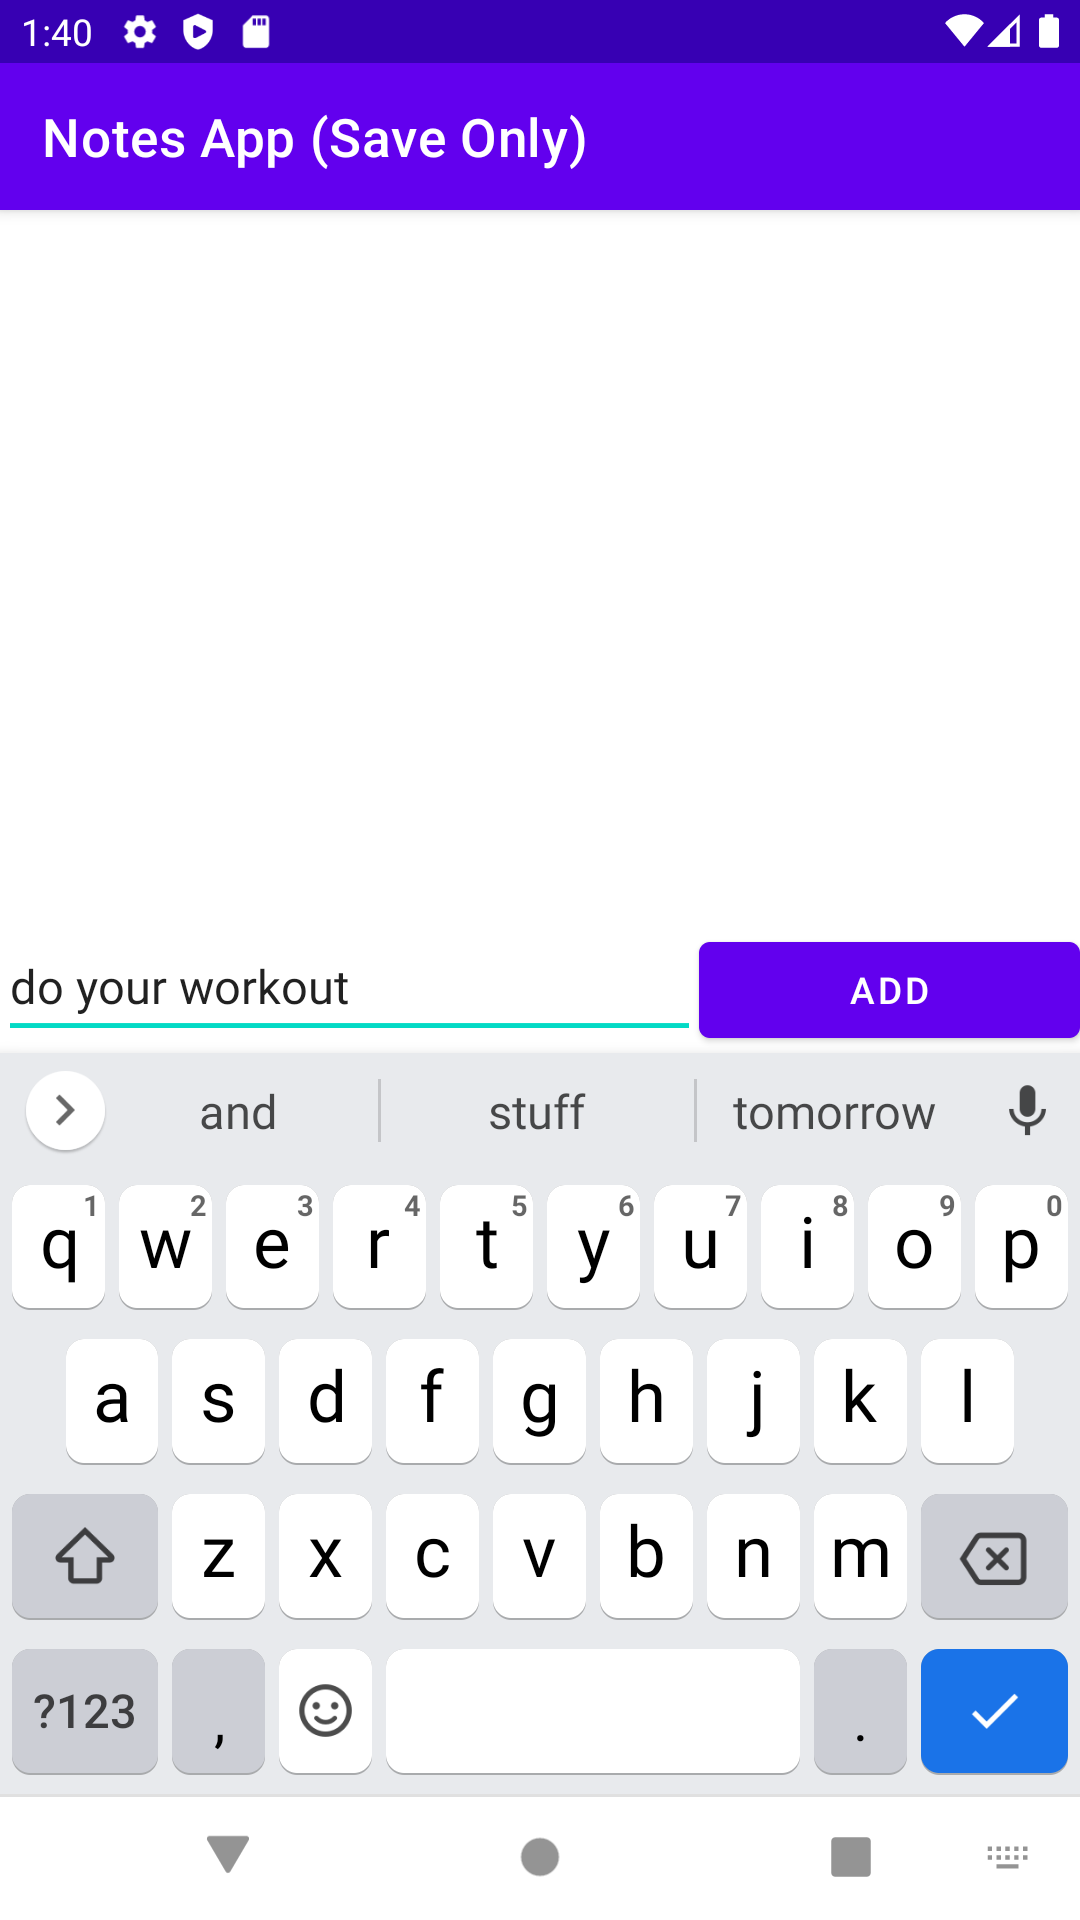 1:40
Notes App (Save Only)
do your workout ADD
and stuff tomorrow
q 1 w 2 e 3 r 4 t 5 y 6 u 7 i 8 o 9 p 0
a s d f g h j k l
z x c v b n m
?123 , .